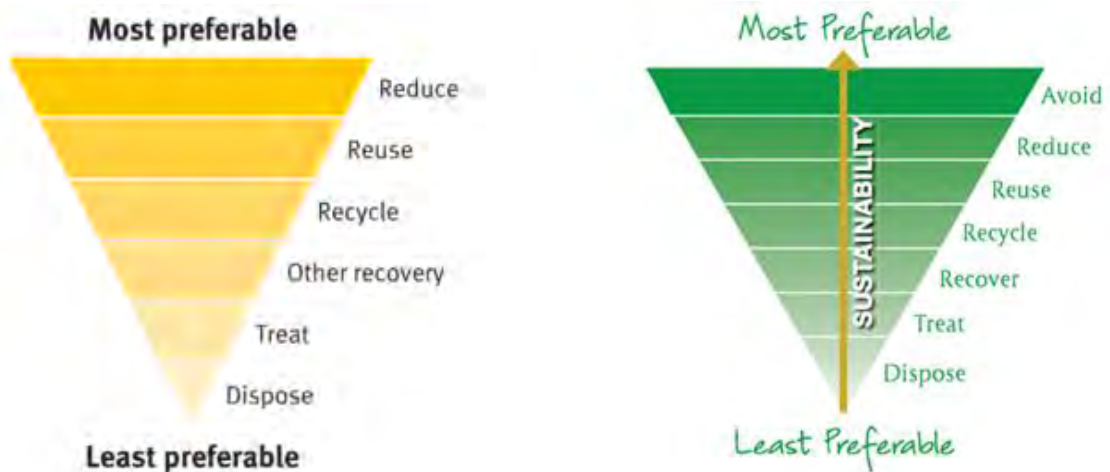 Most preferable
Reduce
Reuse
Recycle
Other recovery
Treat
Dispose
Least preferable
Most Preferable
Avoid
Reduce
Reuse
Recycle
Recover
Treat
Dispose
SUSTAINABILITY
Least Preferable